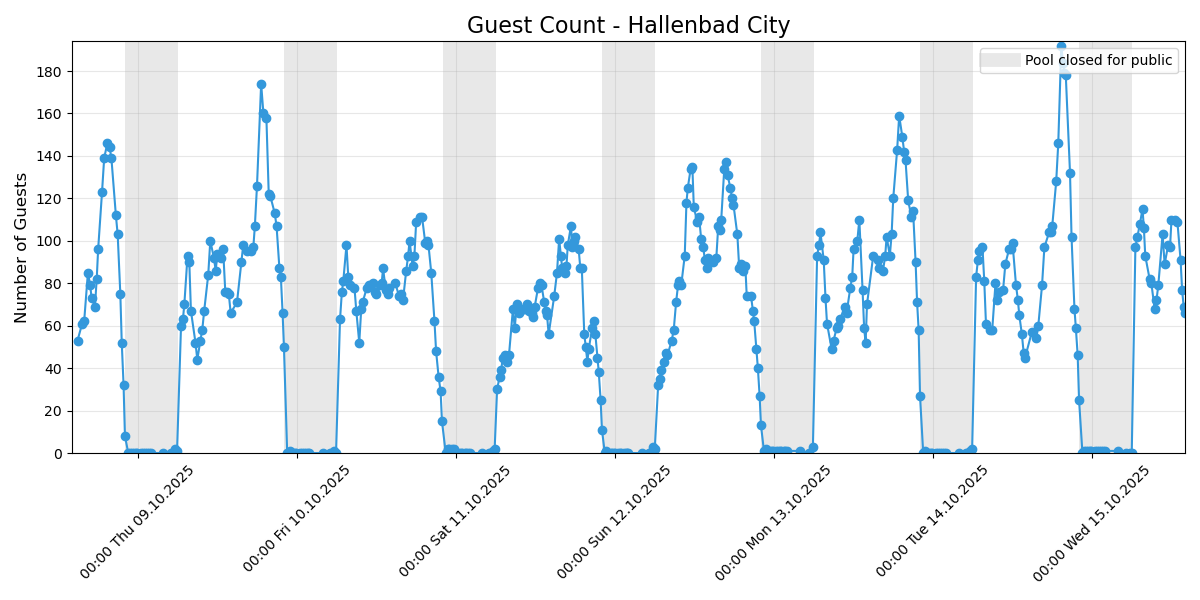 Guest Count - Hallenbad City
Pool closed for public
Number of Guests
180
160
140
120
100
80
60
40
20
0
00:00 Thu 09.10.2025
00:00 Fri 10.10.2025
00:00 Sat 11.10.2025
00:00 Sun 12.10.2025
00:00 Mon 13.10.2025
00:00 Tue 14.10.2025
00:00 Wed 15.10.2025